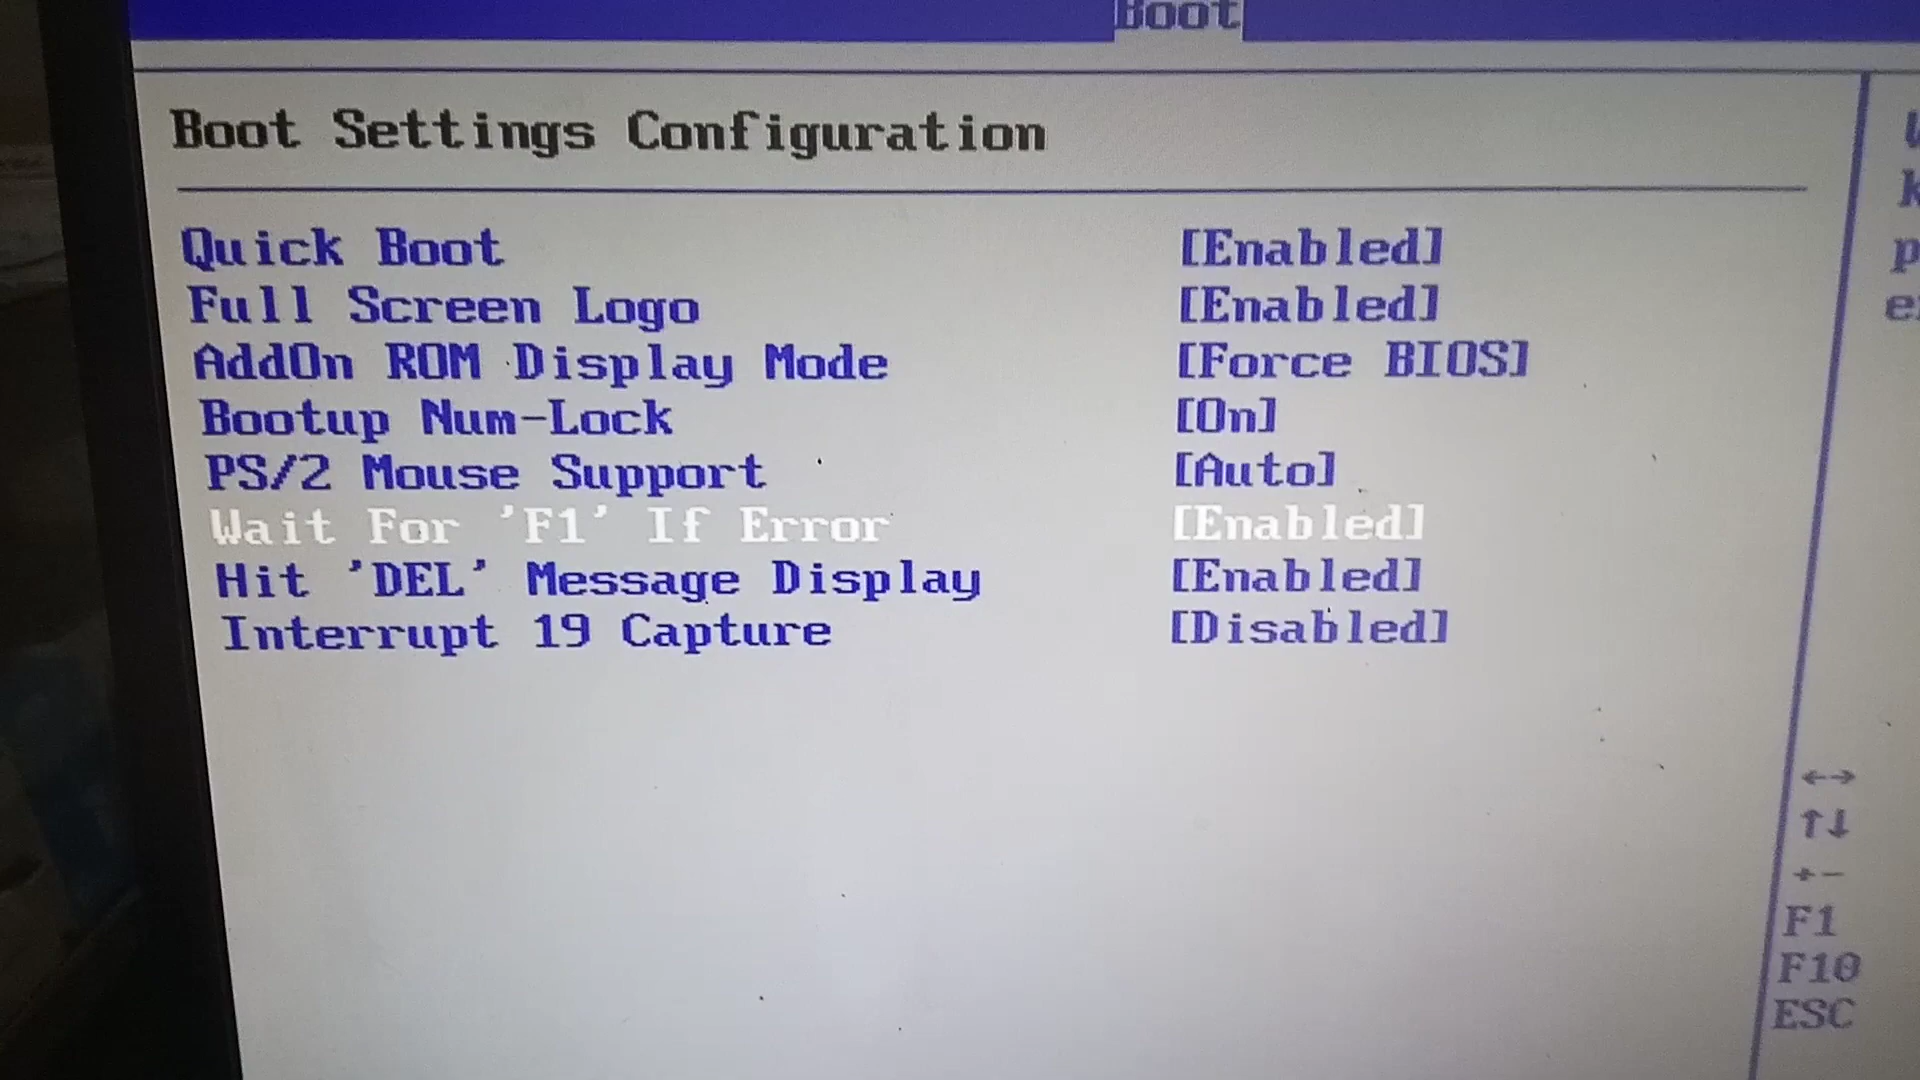 Boot
Boot Settings Configuration
Quick Boot [Enabled]
Full Screen Logo [Enabled]
AddOn ROM Display Mode [Force BIOS]
Bootup Num-Lock [On]
PS/2 Mouse Support [Auto]
Wait For 'F1' If Error [Enabled]
Hit 'DEL' Message Display [Enabled]
Interrupt 19 Capture [Disabled]
←→
↑↓
+-
F1
F10
ESC